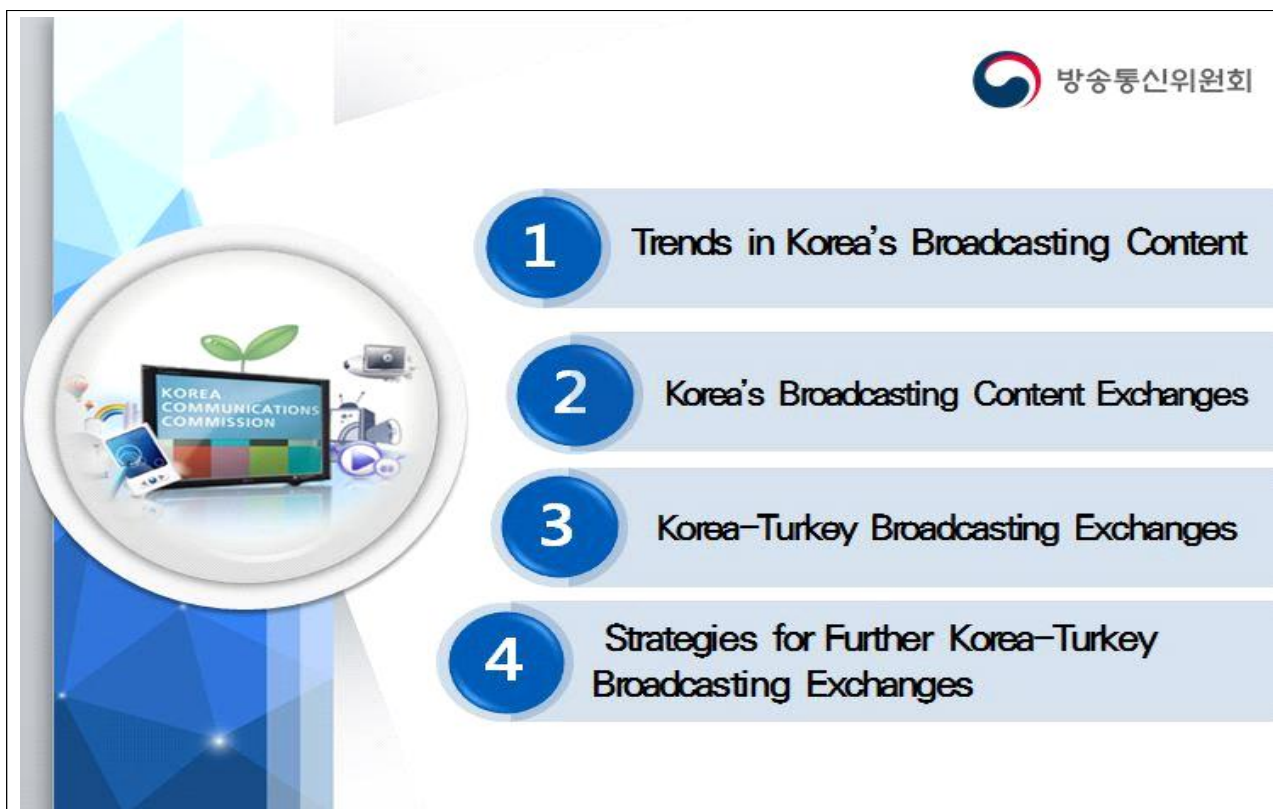 방송통신위원회
1
Trends in Korea's Broadcasting Content
KOREA
COMMUNICATIONS
COMMISSION
2
Korea's Broadcasting Content Exchanges
3
Korea-Turkey Broadcasting Exchanges
4
Strategies for Further Korea-Turkey
Broadcasting Exchanges